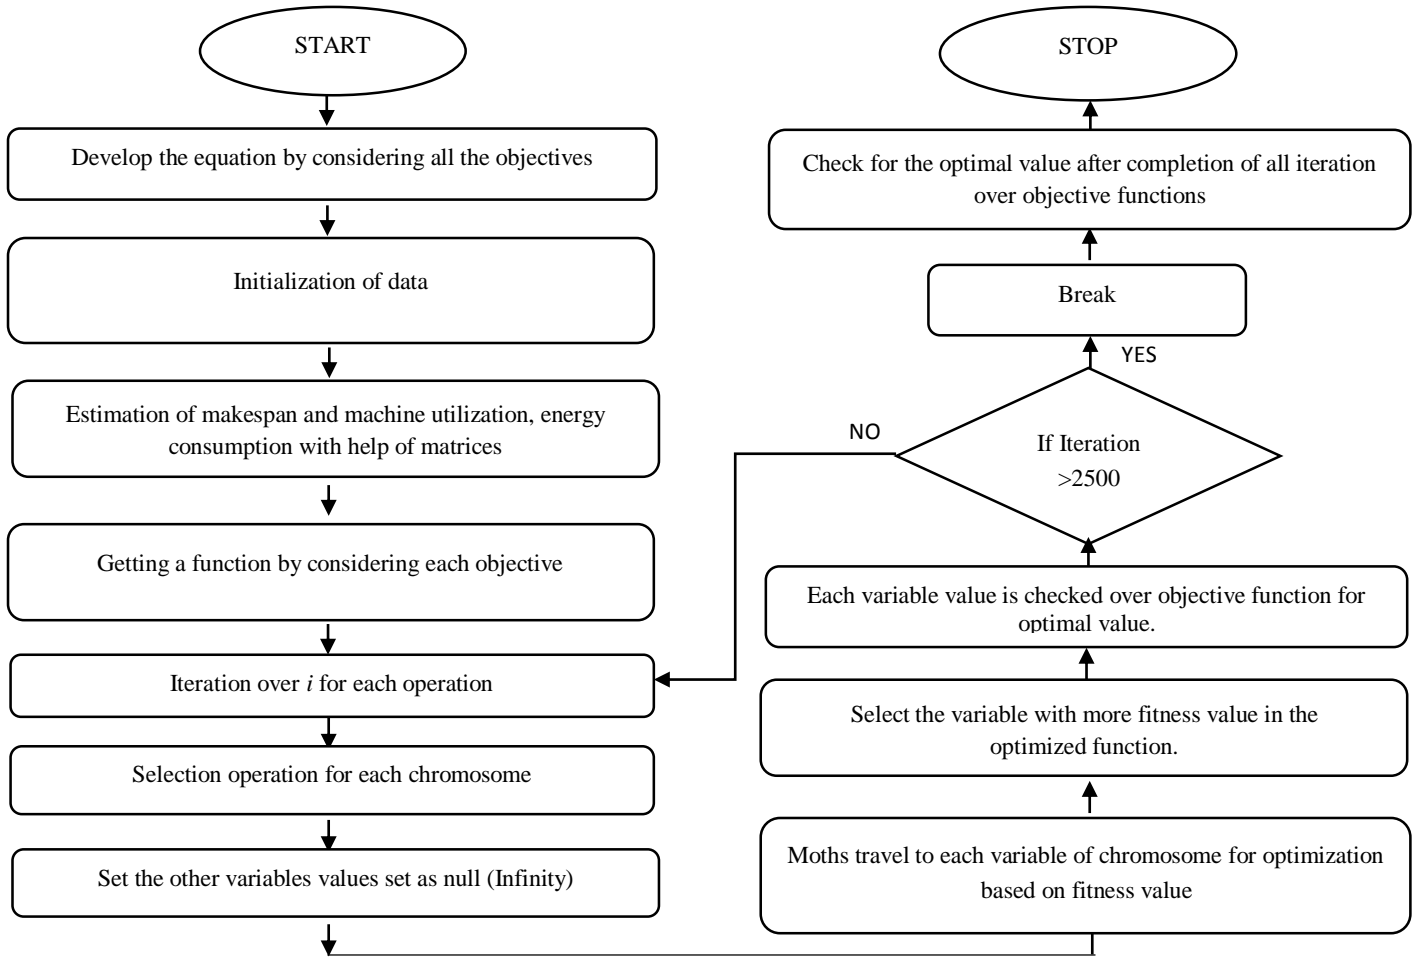 START
Develop the equation by considering all the objectives
Initialization of data
Estimation of makespan and machine utilization, energy
consumption with help of matrices
Getting a function by considering each objective
Iteration over i for each operation
Selection operation for each chromosome
Set the other variables values set as null (Infinity)
STOP
Check for the optimal value after completion of all iteration
over objective functions
Break
YES
NO
If Iteration
>2500
Each variable value is checked over objective function for
optimal value.
Select the variable with more fitness value in the
optimized function.
Moths travel to each variable of chromosome for optimization
based on fitness value